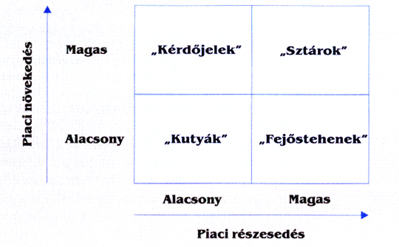 Piaci növekedés
Magas
„Kérdőjelek”
„Sztárok”
Alacsony
„Kutyák”
„Fejőstehenek”
Alacsony
Magas
Piaci részesedés